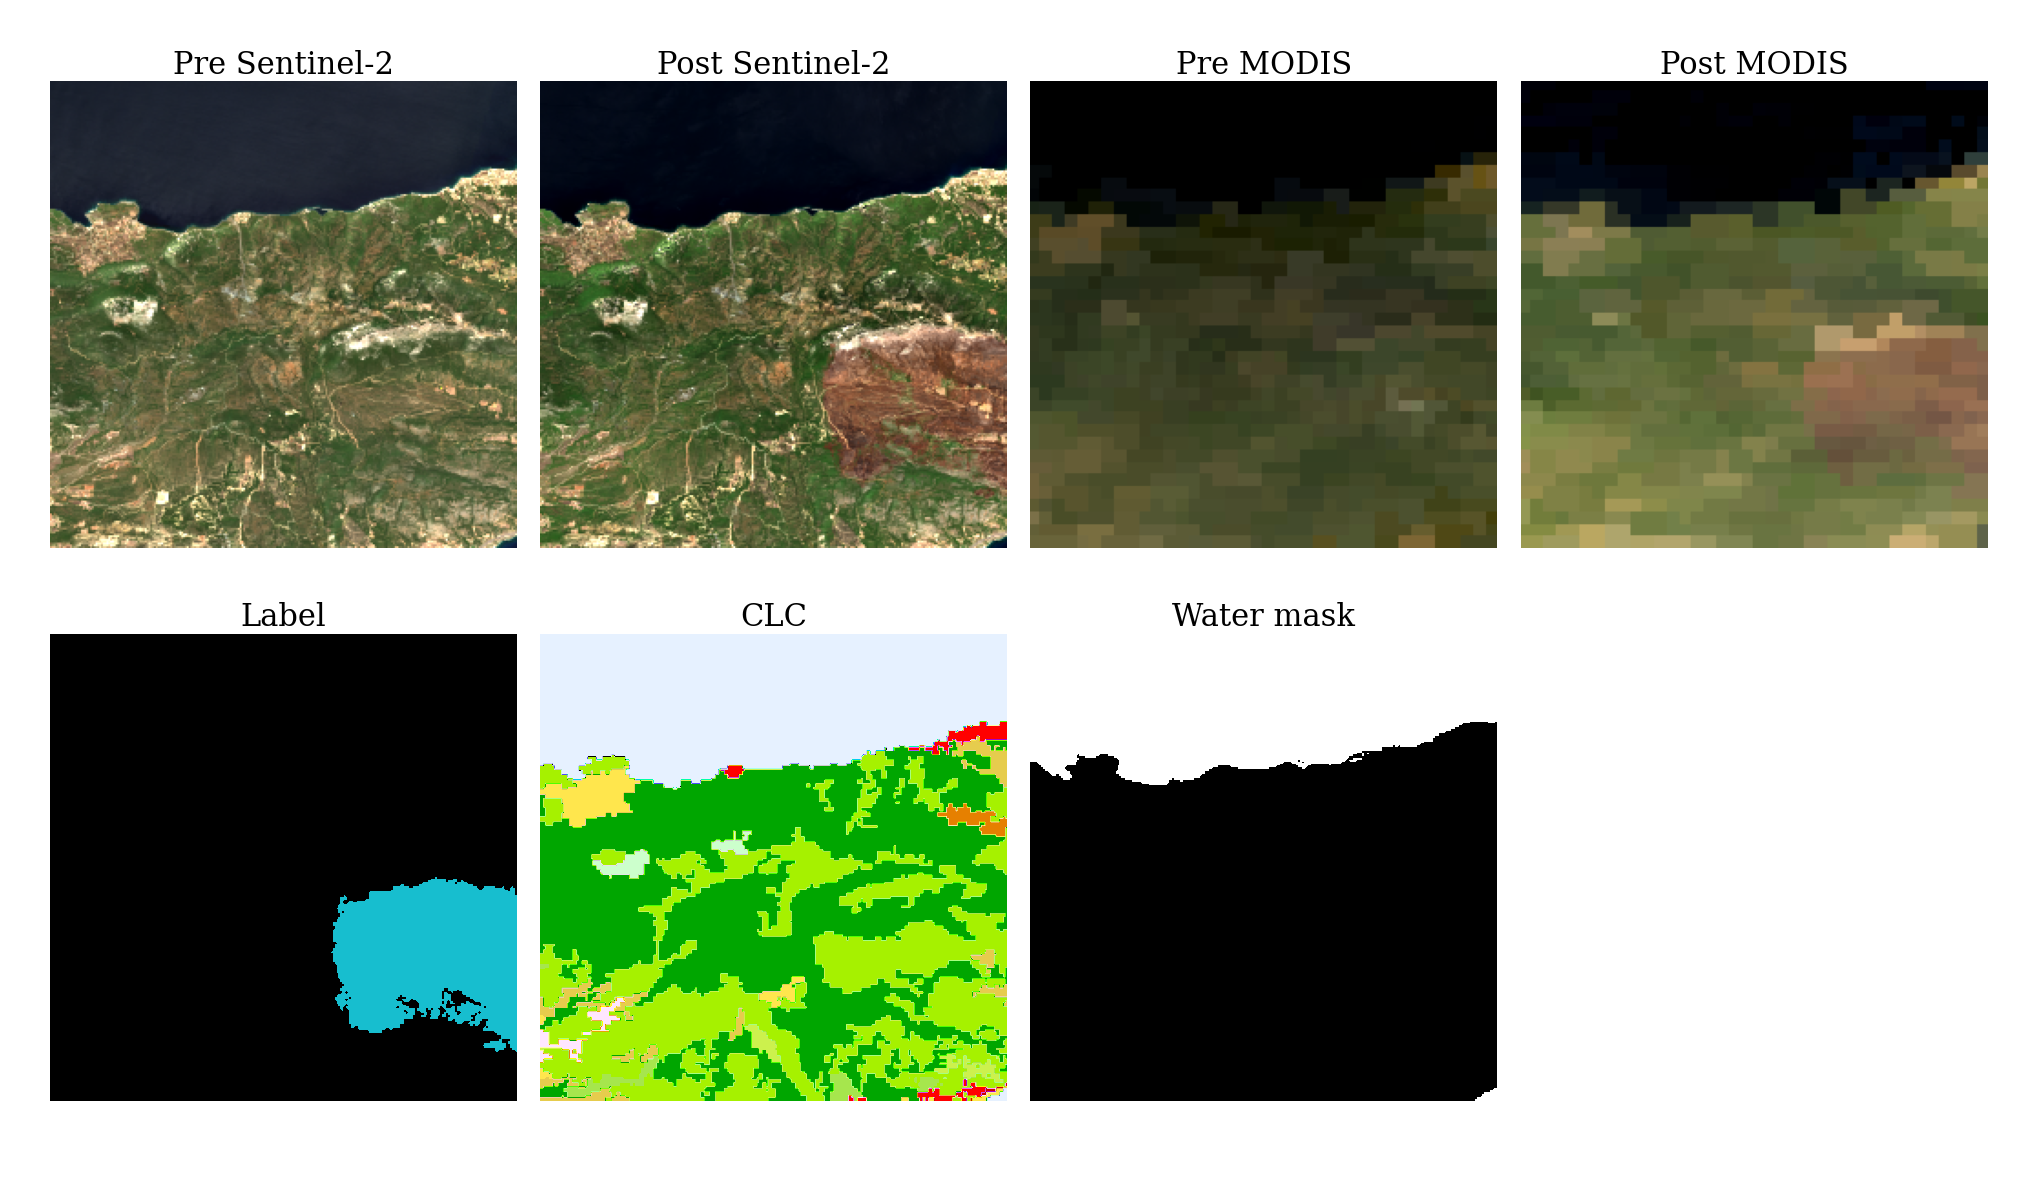 Pre Sentinel-2
Post Sentinel-2
Pre MODIS
Post MODIS
Label
CLC
Water mask